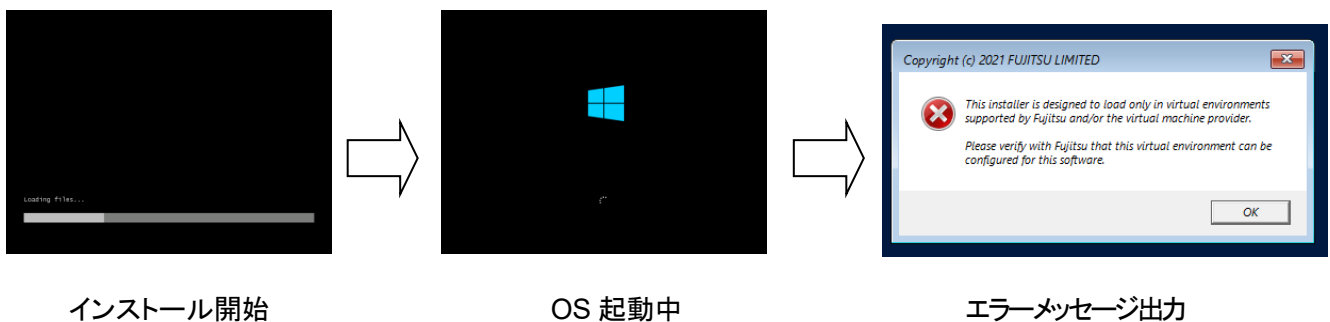 Loading files...
Copyright (c) 2021 FUJITSU LIMITED
This installer is designed to load only in virtual environments
supported by Fujitsu and/or the virtual machine provider.
Please verify with Fujitsu that this virtual environment can be
configured for this software.
OK
インストール開始
OS 起動中
エラーメッセージ出力